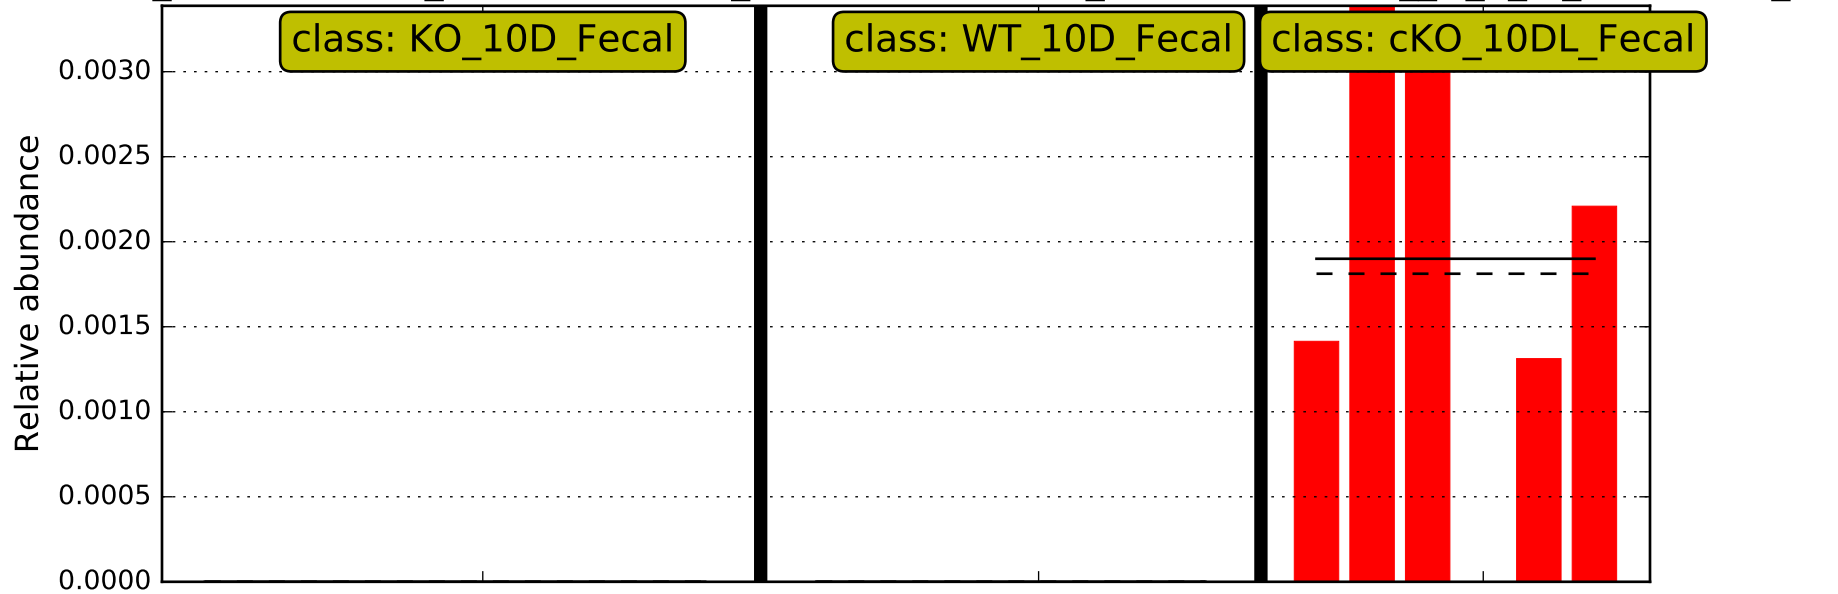 class: KO_10D_Fecal
class: WT_10D_Fecal
class: cKO_10DL_Fecal
0.0030
0.0025
0.0020
0.0015
0.0010
0.0005
0.0000
Relative abundance